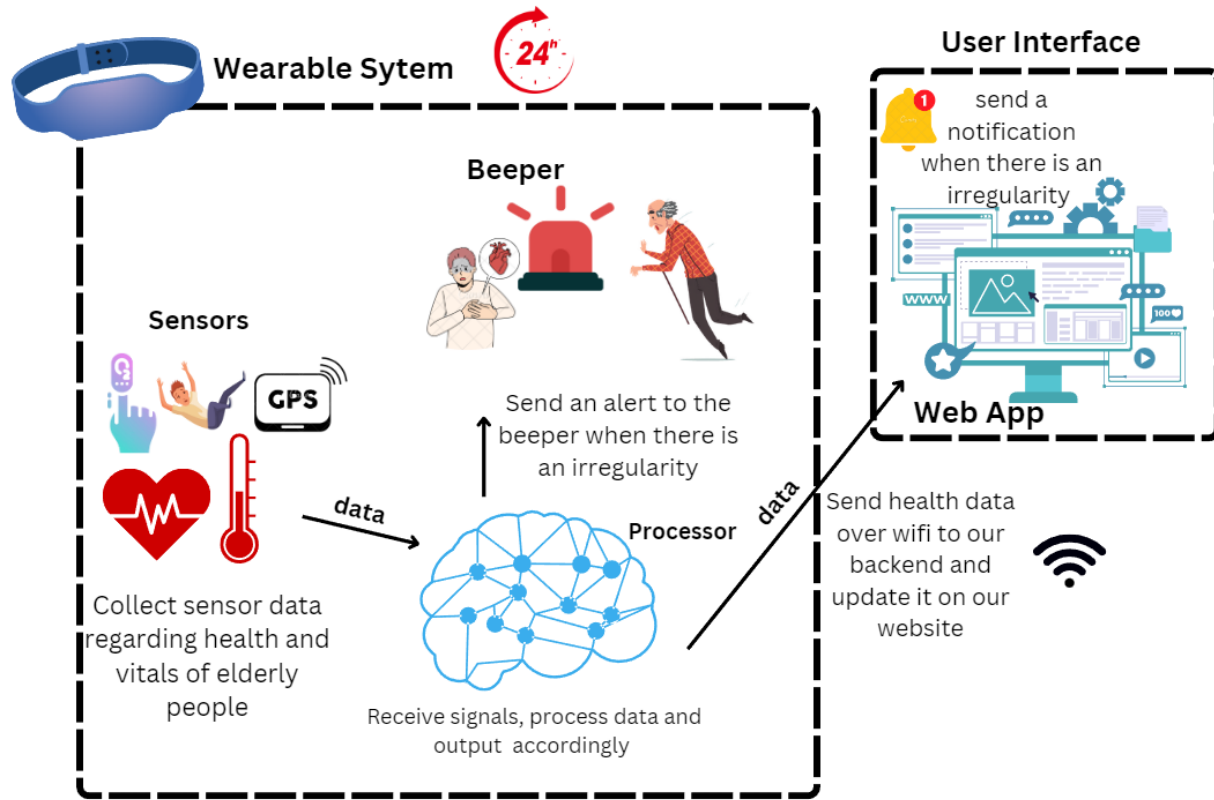 24h
Wearable Sytem
User Interface
1
send a
notification
when there is an
irregularity
Beeper
Sensors
O2
GPS
WWW
100
Web App
Send an alert to the
beeper when there is
an irregularity
data
Processor
data
Send health data
over wifi to our
backend and
update it on our
website
Collect sensor data
regarding health and
vitals of elderly
people
Receive signals, process data and
output accordingly